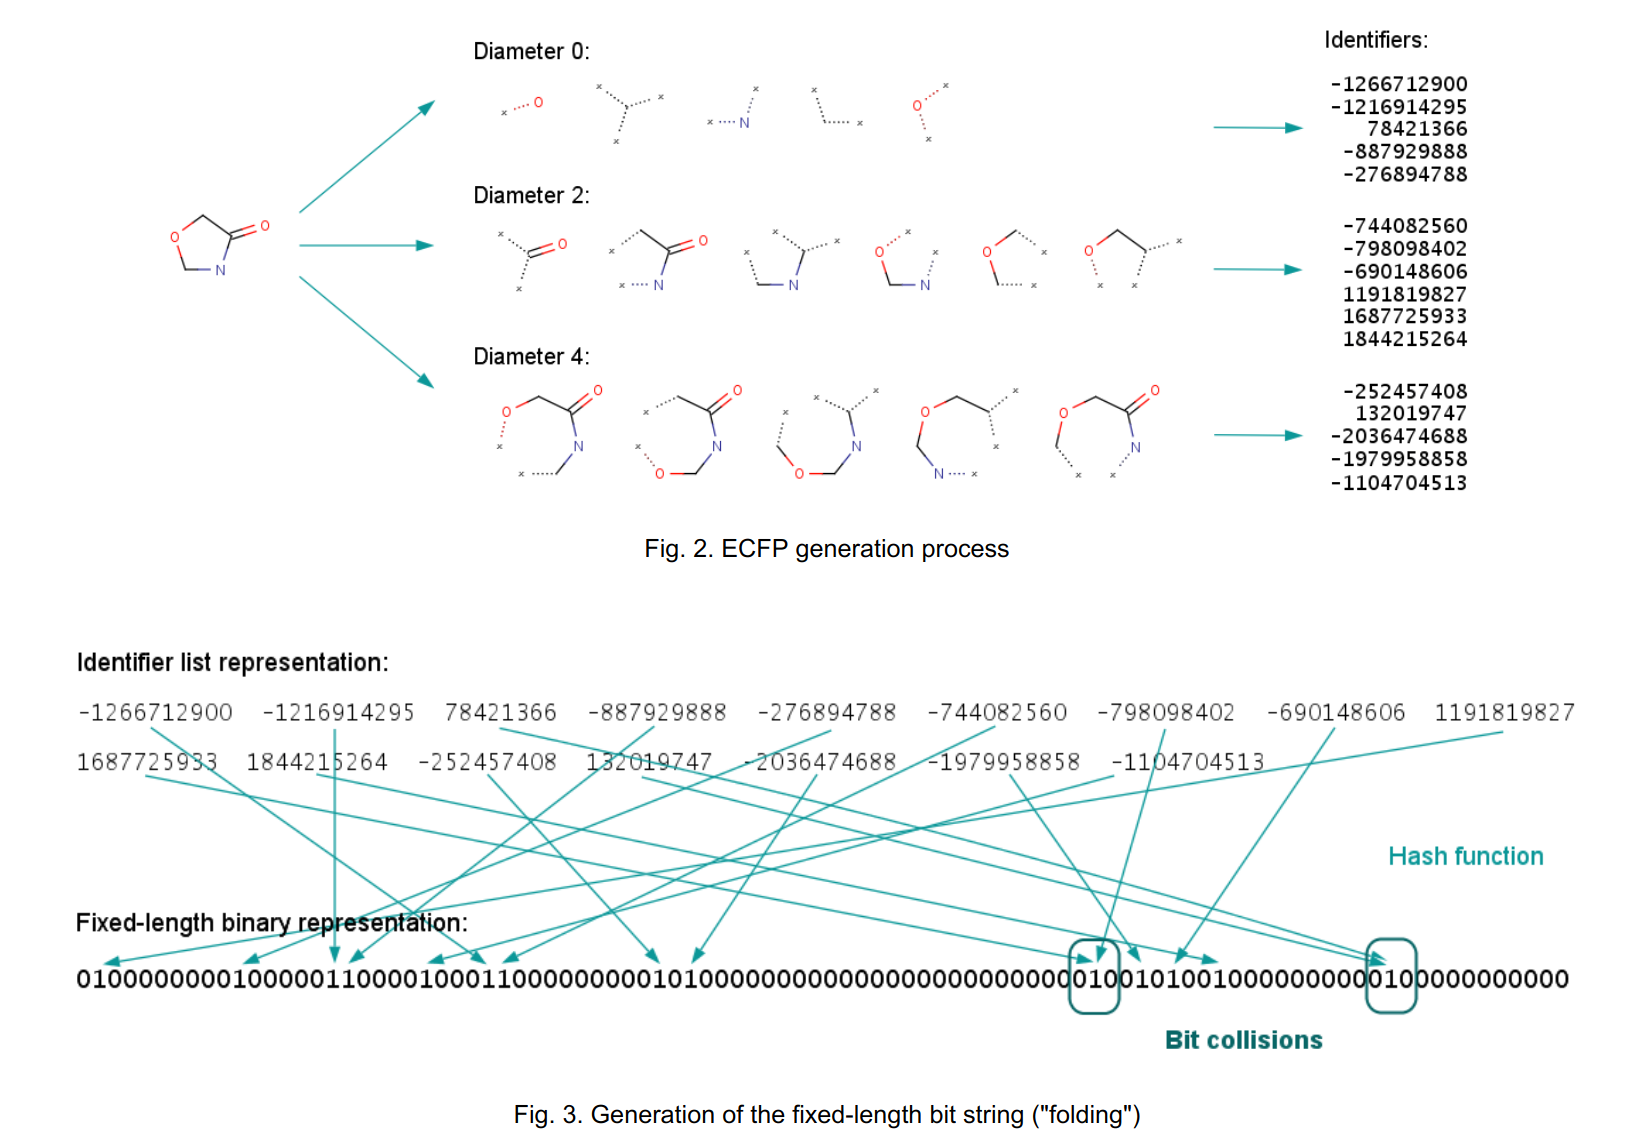 Diameter 0:
Identifiers:
x O x x x x N x x x O x x
-1266712900
-1216914295
78421366
-887929888
-276894788
Diameter 2:
O O N
x x O x O x N x x x N O x N x O x x O x x x
-744082560
-798098402
-690148606
1191819827
1687725933
1844215264
Diameter 4:
O O x N x O x N x O x x x O N O x x N x O O N x x
-252457408
132019747
-2036474688
-1979958858
-1104704513
Fig. 2. ECFP generation process
Identifier list representation:
-1266712900 -1216914295 78421366 -887929888 -276894788 -744082560 -798098402 -690148606 1191819827
1687725933 1844215264 -252457408 132019747 -2036474688 -1979958858 -1104704513
Hash function
Fixed-length binary representation:
010000000010000011000010001100000000010100000000000000000000000001001010010000000000100000000000
Bit collisions
Fig. 3. Generation of the fixed-length bit string ("folding")